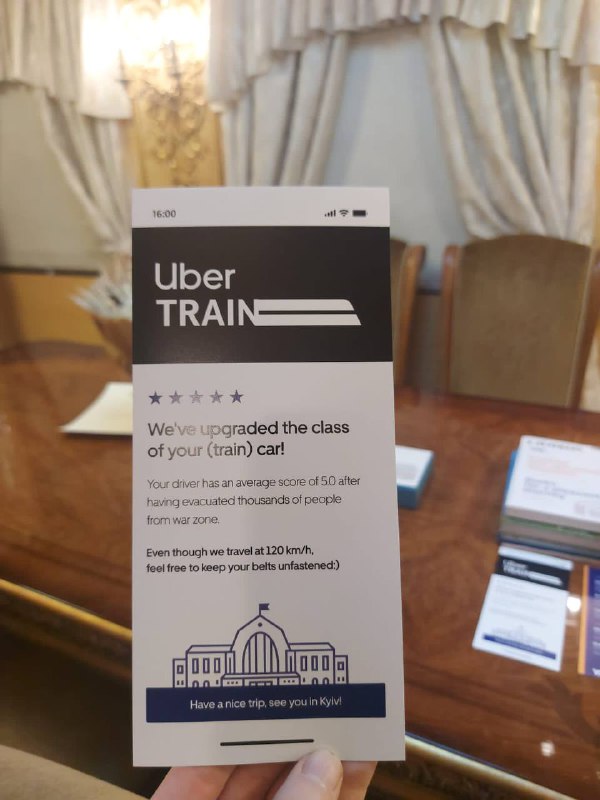 16:00
Uber
TRAIN
We've upgraded the class
of your (train) car!
Your driver has an average score of 5.0 after
having evacuated thousands of people
from war zone.
Even though we travel at 120 km/h,
feel free to keep your belts unfastened:)
Have a nice trip, see you in Kyiv!
Uber
TRAIN